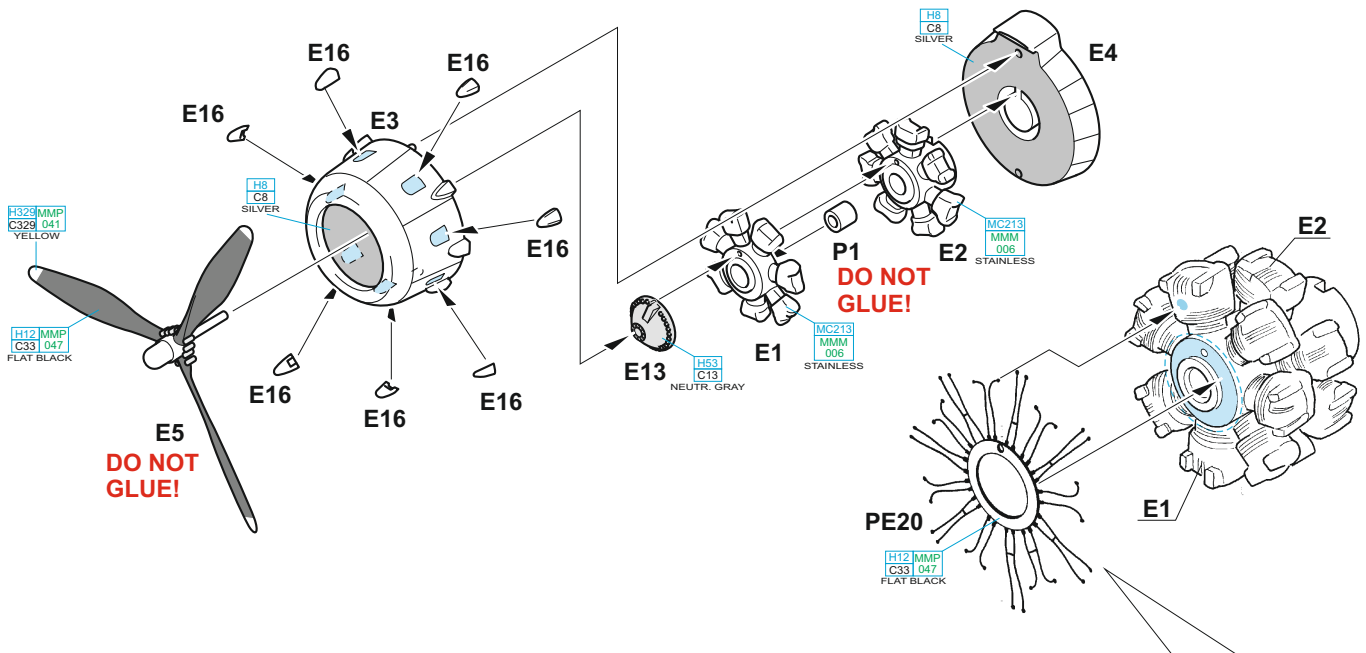 H8
C8
SILVER
E4
E16
E16
E16
E3
H8
C8
SILVER
H329 MMP
C329 041
YELLOW
E16
P1
DO NOT
GLUE!
E2
MC213
MMM
006
STAINLESS
E2
H12 MMP
C33 047
FLAT BLACK
E16
E16
E16
E13
H53
C13
NEUTR. GRAY
E1
MC213
MMM
006
STAINLESS
E5
DO NOT
GLUE!
PE20
H12 MMP
C33 047
FLAT BLACK
E1